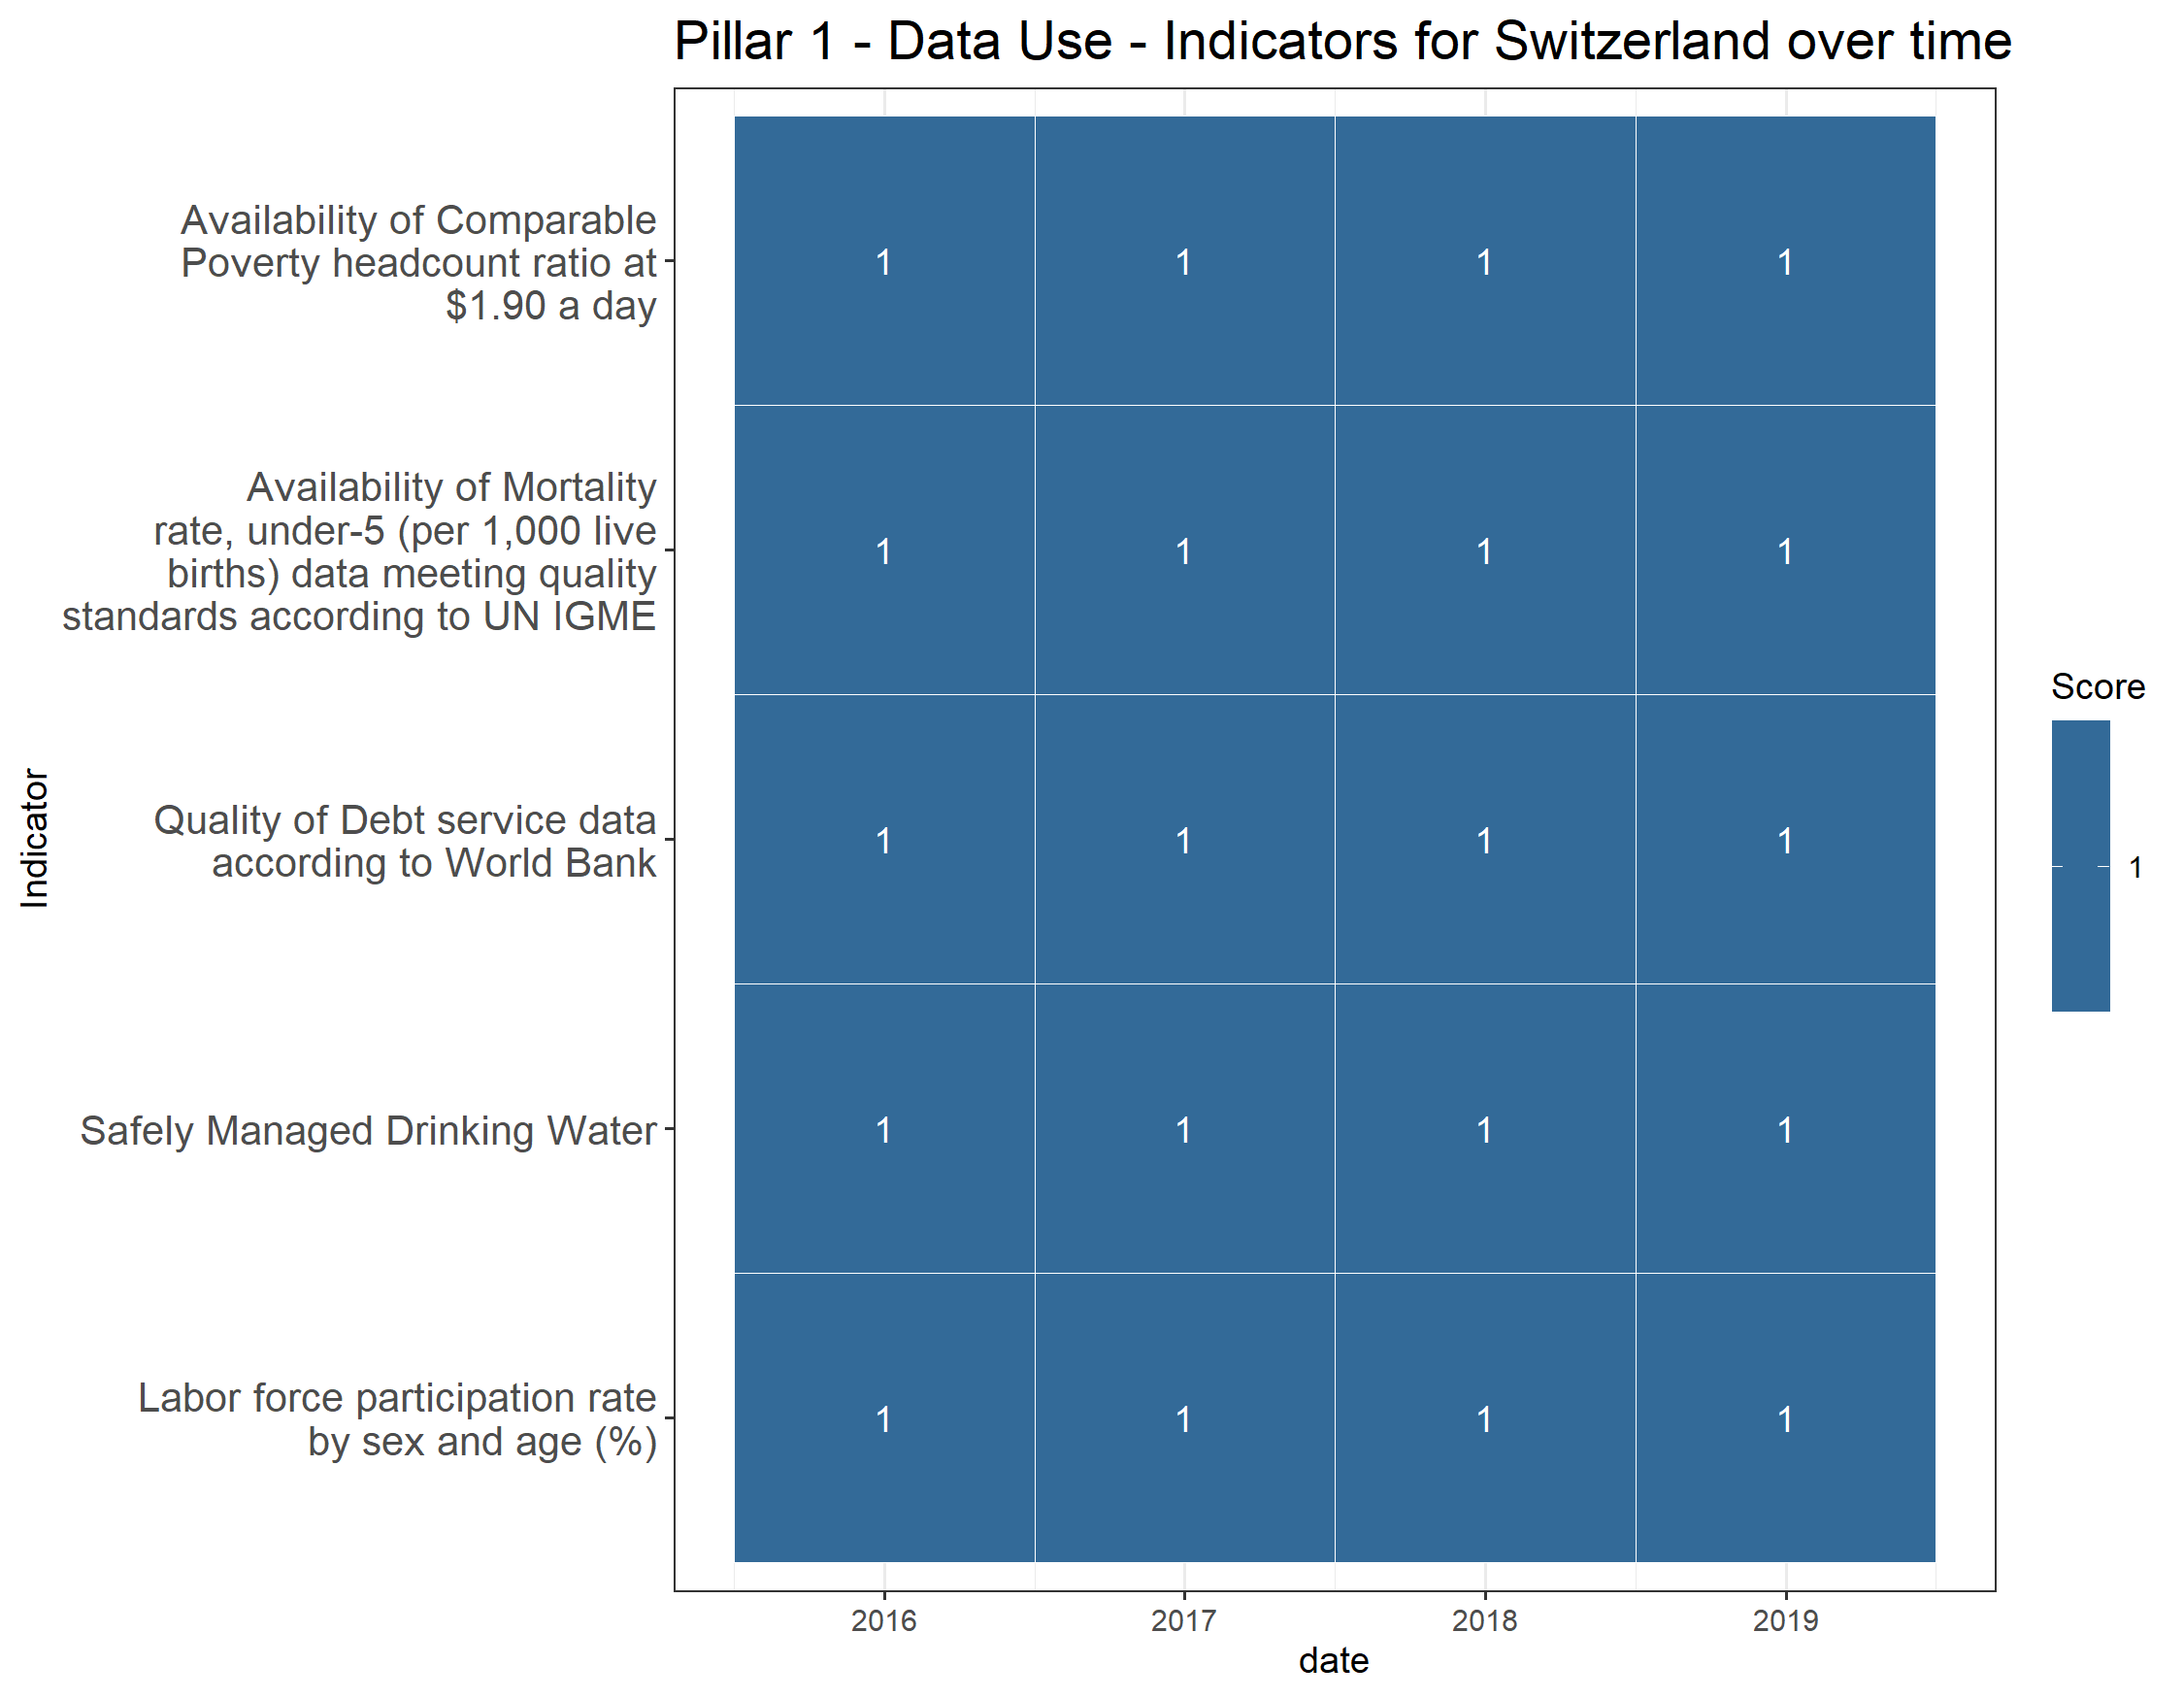 Pillar 1 - Data Use - Indicators for Switzerland over time
Indicator
Availability of Comparable
Poverty headcount ratio at
$1.90 a day
1 1 1 1
Availability of Mortality
rate, under-5 (per 1,000 live
births) data meeting quality
standards according to UN IGME
1 1 1 1
Quality of Debt service data
according to World Bank
1 1 1 1
Safely Managed Drinking Water
1 1 1 1
Labor force participation rate
by sex and age (%)
1 1 1 1
2016 2017 2018 2019
date
Score
1